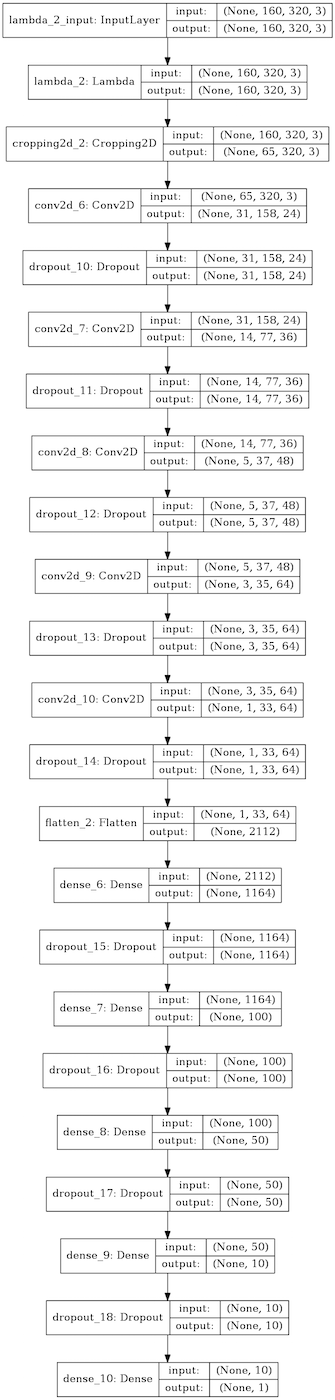 lambda_2_input: InputLayer input: (None, 160, 320, 3)
output: (None, 160, 320, 3)
lambda_2: Lambda input: (None, 160, 320, 3)
output: (None, 160, 320, 3)
cropping2d_2: Cropping2D input: (None, 160, 320, 3)
output: (None, 65, 320, 3)
conv2d_6: Conv2D input: (None, 65, 320, 3)
output: (None, 31, 158, 24)
dropout_10: Dropout input: (None, 31, 158, 24)
output: (None, 31, 158, 24)
conv2d_7: Conv2D input: (None, 31, 158, 24)
output: (None, 14, 77, 36)
dropout_11: Dropout input: (None, 14, 77, 36)
output: (None, 14, 77, 36)
conv2d_8: Conv2D input: (None, 14, 77, 36)
output: (None, 5, 37, 48)
dropout_12: Dropout input: (None, 5, 37, 48)
output: (None, 5, 37, 48)
conv2d_9: Conv2D input: (None, 5, 37, 48)
output: (None, 3, 35, 64)
dropout_13: Dropout input: (None, 3, 35, 64)
output: (None, 3, 35, 64)
conv2d_10: Conv2D input: (None, 3, 35, 64)
output: (None, 1, 33, 64)
dropout_14: Dropout input: (None, 1, 33, 64)
output: (None, 1, 33, 64)
flatten_2: Flatten input: (None, 1, 33, 64)
output: (None, 2112)
dense_6: Dense input: (None, 2112)
output: (None, 1164)
dropout_15: Dropout input: (None, 1164)
output: (None, 1164)
dense_7: Dense input: (None, 1164)
output: (None, 100)
dropout_16: Dropout input: (None, 100)
output: (None, 100)
dense_8: Dense input: (None, 100)
output: (None, 50)
dropout_17: Dropout input: (None, 50)
output: (None, 50)
dense_9: Dense input: (None, 50)
output: (None, 10)
dropout_18: Dropout input: (None, 10)
output: (None, 10)
dense_10: Dense input: (None, 10)
output: (None, 1)